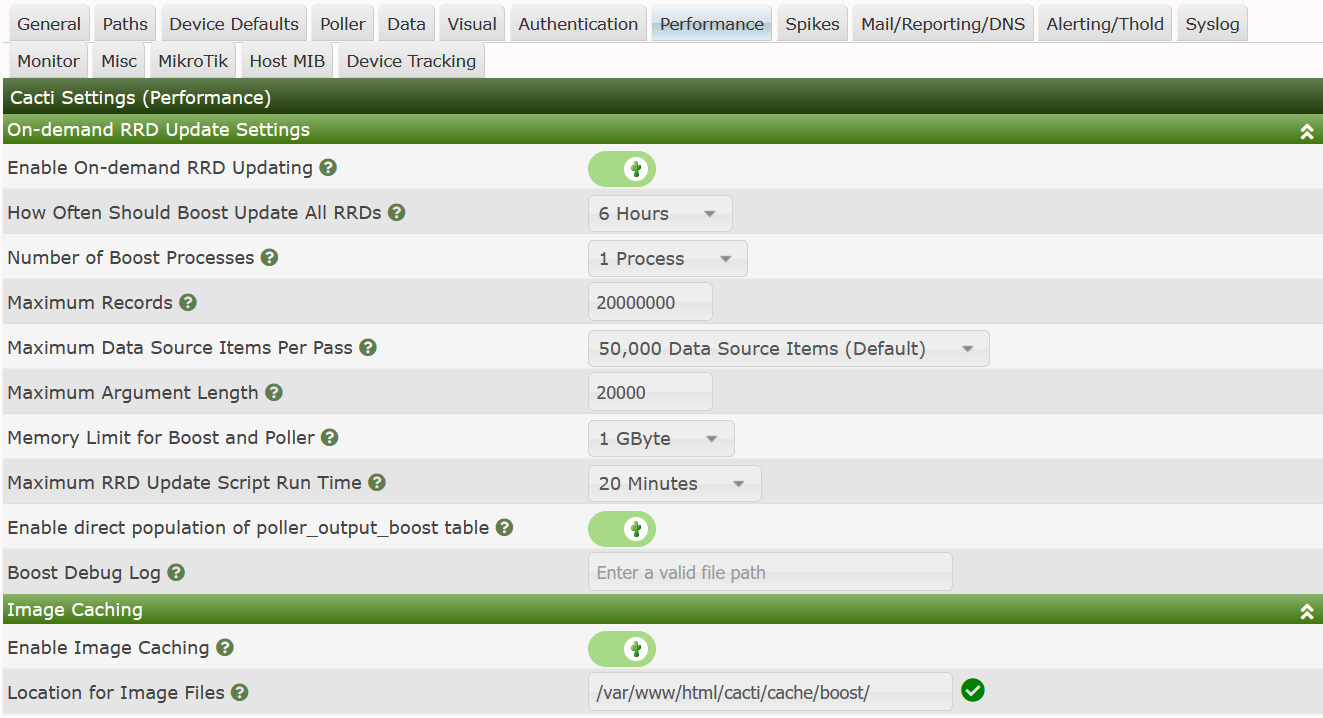 General Paths Device Defaults Poller Data Visual Authentication Performance Spikes Mail/Reporting/DNS Alerting/Thold Syslog
Monitor Misc MikroTik Host MIB Device Tracking
Cacti Settings (Performance)
On-demand RRD Update Settings
Enable On-demand RRD Updating
How Often Should Boost Update All RRDs 6 Hours
Number of Boost Processes 1 Process
Maximum Records 20000000
Maximum Data Source Items Per Pass 50,000 Data Source Items (Default)
Maximum Argument Length 20000
Memory Limit for Boost and Poller 1 GByte
Maximum RRD Update Script Run Time 20 Minutes
Enable direct population of poller_output_boost table
Boost Debug Log Enter a valid file path
Image Caching
Enable Image Caching
Location for Image Files /var/www/html/cacti/cache/boost/